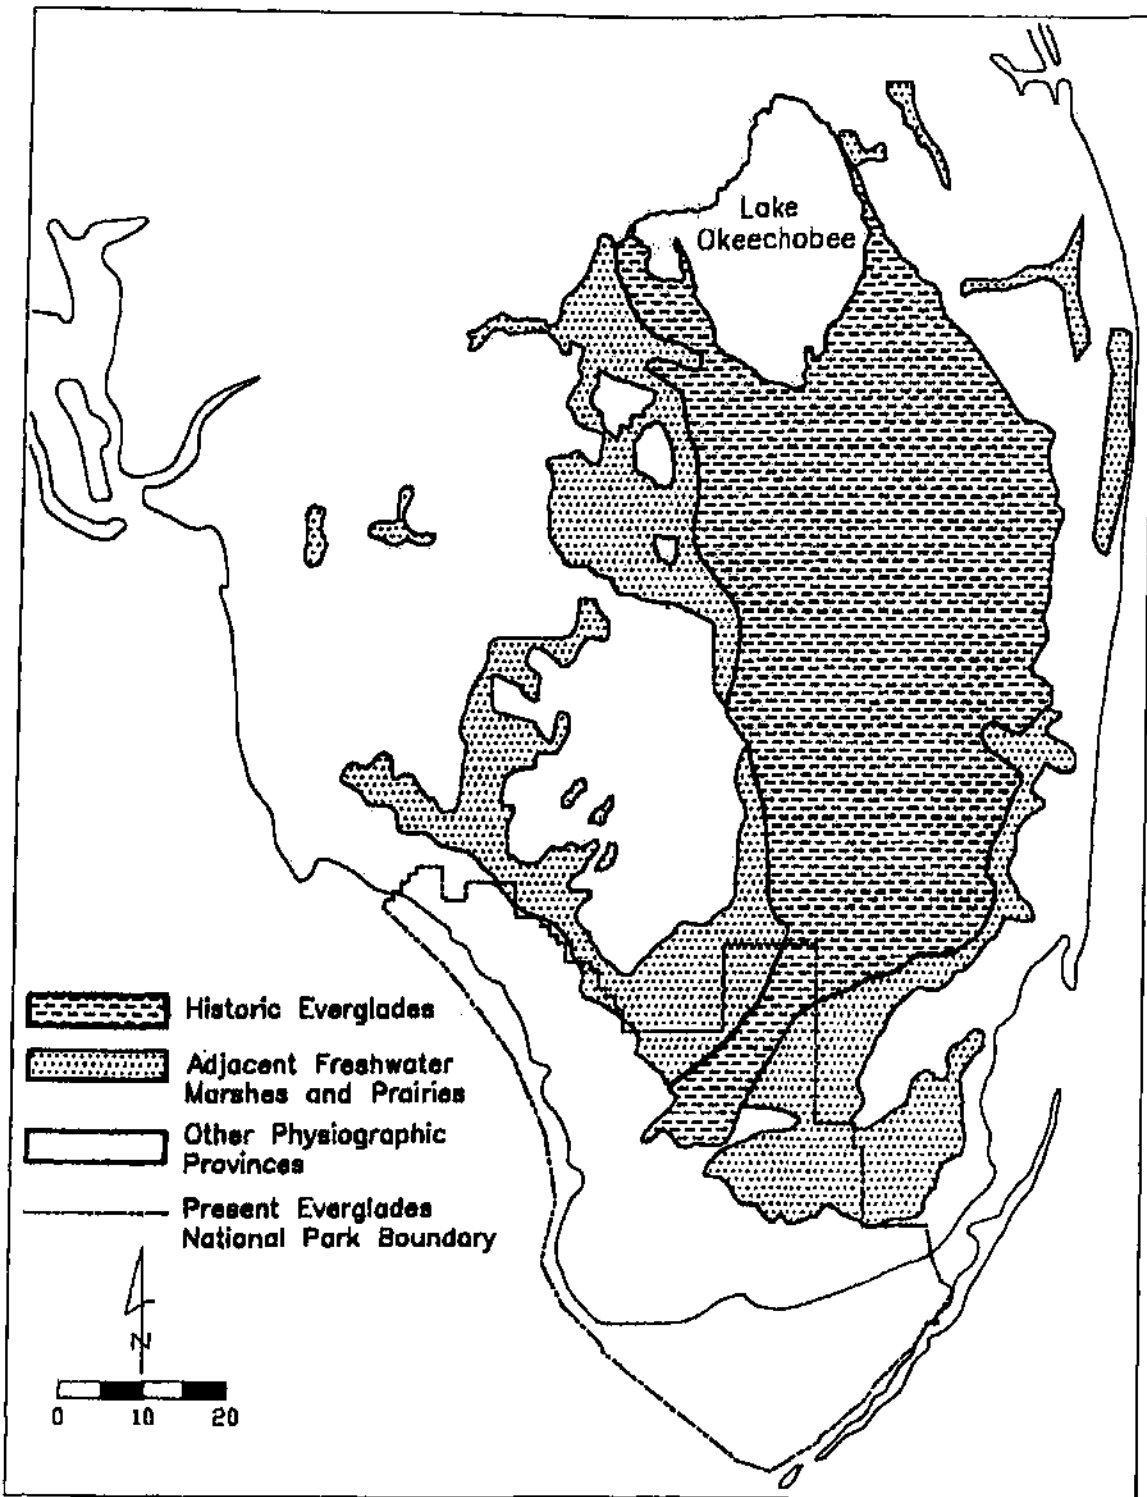 Lake
Okeechobee
Historic Everglades
Adjacent Freshwater
Marshes and Prairies
Other Physiographic
Provinces
Present Everglades
National Park Boundary
N
0 10 20